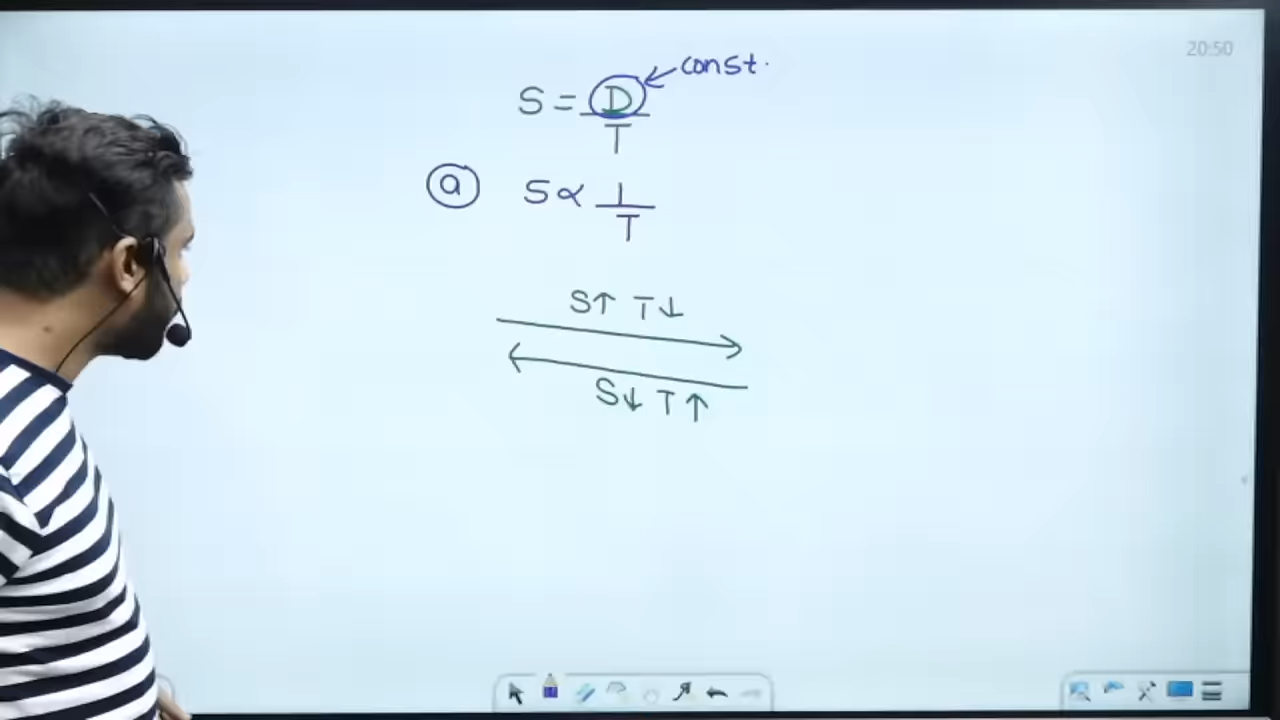 20:50
const.
S = D
T
a S ∝ 1
T
S↑ T↓
S↓ T↑